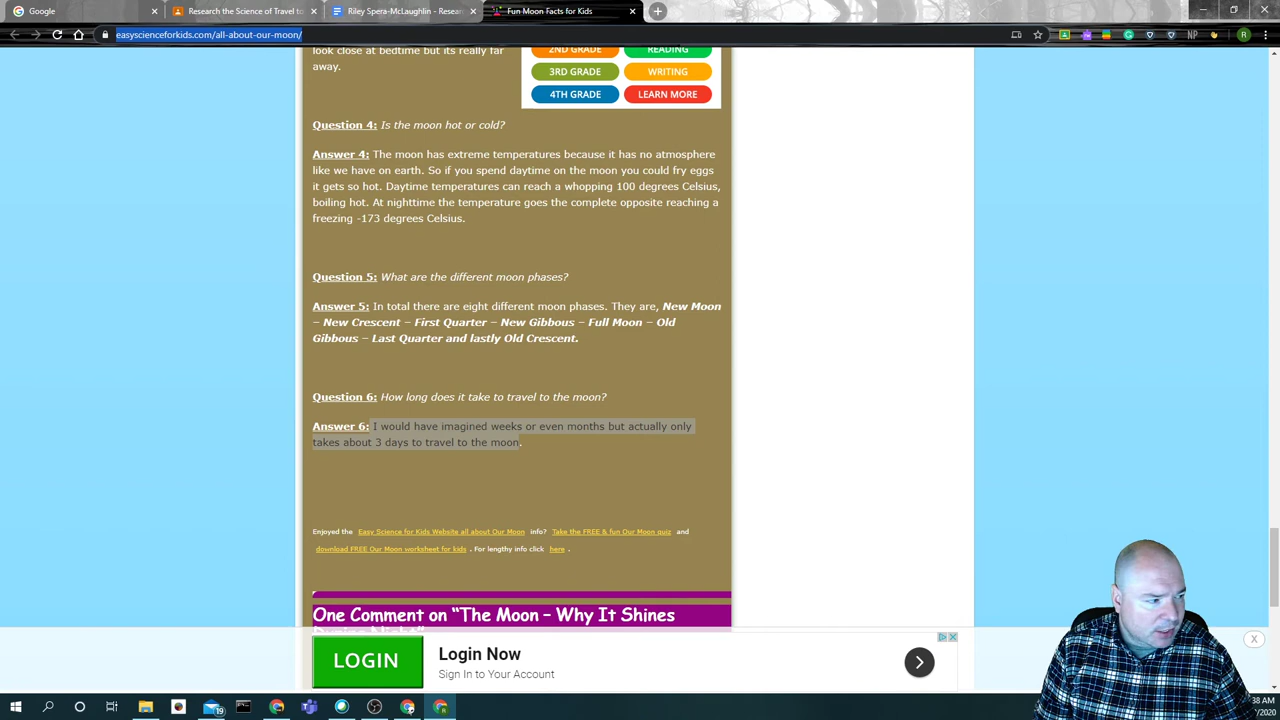 Google
Research the Science of Travel to
Riley Spera-McLaughlin - Resear
Fun Moon Facts for Kids
easyscienceforkids.com/all-about-our-moon/
NP
R
look close at bedtime but its really far
away.
2ND GRADE
READING
3RD GRADE
WRITING
4TH GRADE
LEARN MORE
Question 4: Is the moon hot or cold?
Answer 4: The moon has extreme temperatures because it has no atmosphere
like we have on earth. So if you spend daytime on the moon you could fry eggs
it gets so hot. Daytime temperatures can reach a whopping 100 degrees Celsius,
boiling hot. At nighttime the temperature goes the complete opposite reaching a
freezing -173 degrees Celsius.
Question 5: What are the different moon phases?
Answer 5: In total there are eight different moon phases. They are, New Moon
– New Crescent – First Quarter – New Gibbous – Full Moon – Old
Gibbous – Last Quarter and lastly Old Crescent.
Question 6: How long does it take to travel to the moon?
Answer 6: I would have imagined weeks or even months but actually only
takes about 3 days to travel to the moon.
Enjoyed the Easy Science for Kids Website all about Our Moon info? Take the FREE & fun Our Moon quiz and
download FREE Our Moon worksheet for kids . For lengthy info click here .
One Comment on “The Moon – Why It Shines
LOGIN
Login Now
Sign In to Your Account
X
19
:38 AM
/2020